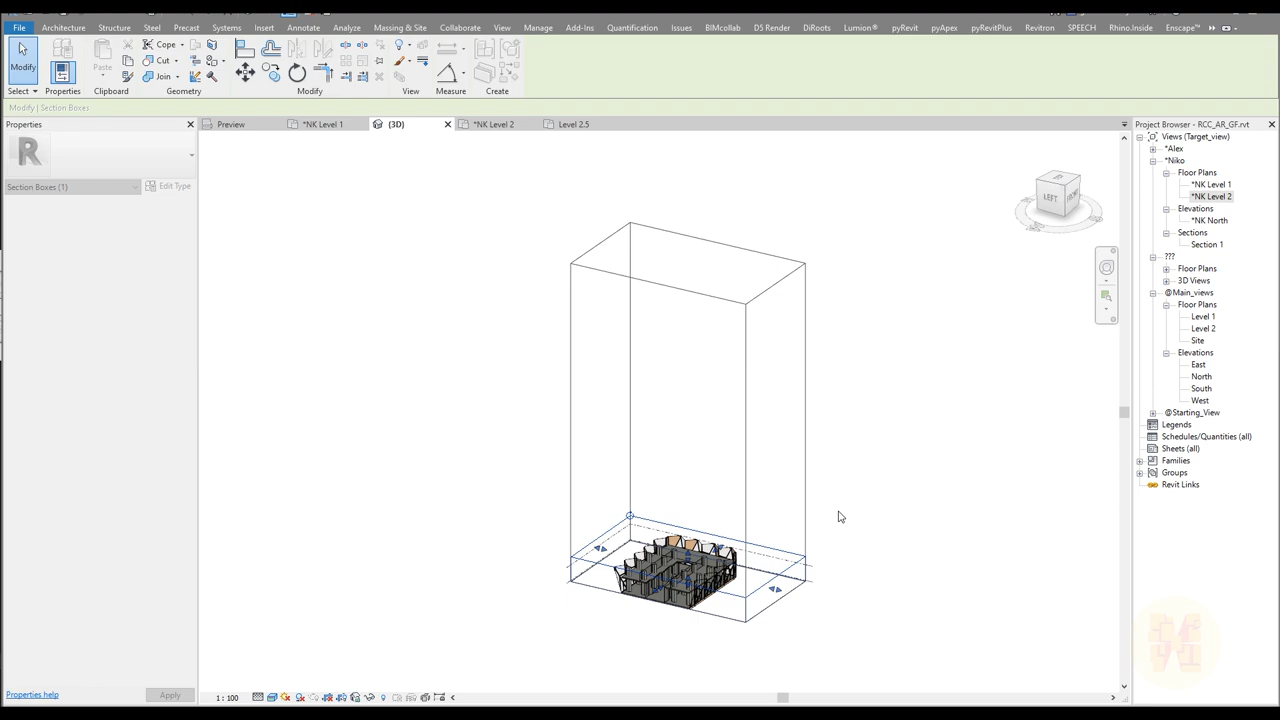 File Architecture Structure Steel Precast Systems Insert Annotate Analyze Massing & Site Collaborate View Manage Add-Ins Quantification Issues BIMcollab D5 Render DiRoots Lumion® pyRevit pyApex pyRevitPlus Revitron SPEECH Rhino.Inside Enscape™
Cope
Modify
Paste
Cut
Join
Select Properties Clipboard Geometry Modify View Measure Create
Modify | Section Boxes
Properties
Preview *NK Level 1 {3D} *NK Level 2 Level 2.5
Project Browser - RCC_AR_GF.rvt
Section Boxes (1)
Edit Type
LEFT
FRONT
Views (Target_view)
*Alex
*Niko
Floor Plans
*NK Level 1
*NK Level 2
Elevations
*NK North
Sections
Section 1
???
Floor Plans
3D Views
@Main_views
Floor Plans
Level 1
Level 2
Site
Elevations
East
North
South
West
@Starting_View
Legends
Schedules/Quantities (all)
Sheets (all)
Families
Groups
Revit Links
Properties help
Apply
1 : 100